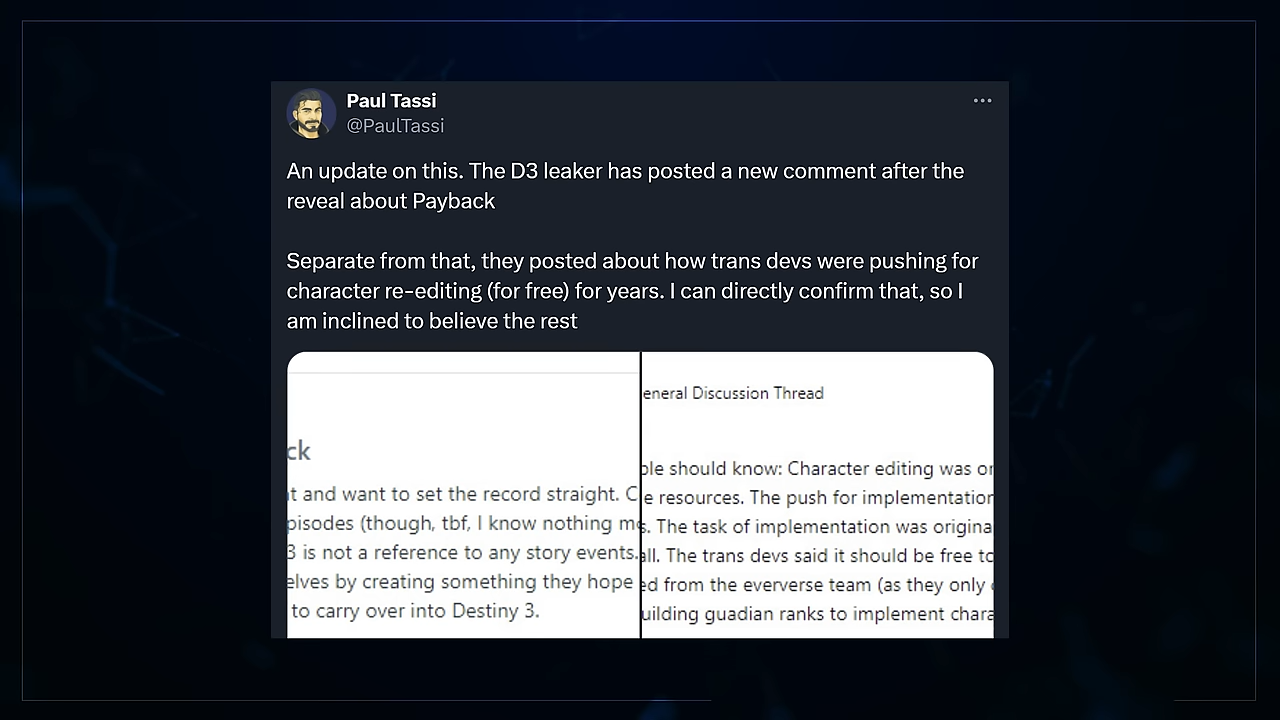 Paul Tassi
@PaulTassi
An update on this. The D3 leaker has posted a new comment after the
reveal about Payback
Separate from that, they posted about how trans devs were pushing for
character re-editing (for free) for years. I can directly confirm that, so I
am inclined to believe the rest
ck
t and want to set the record straight. C
pisodes (though, tbf, I know nothing mo
3 is not a reference to any story events.
elves by creating something they hope
to carry over into Destiny 3.
eneral Discussion Thread
ple should know: Character editing was or
e resources. The push for implementation
s. The task of implementation was origina
all. The trans devs said it should be free to
ed from the eververse team (as they only
uilding guadian ranks to implement chara